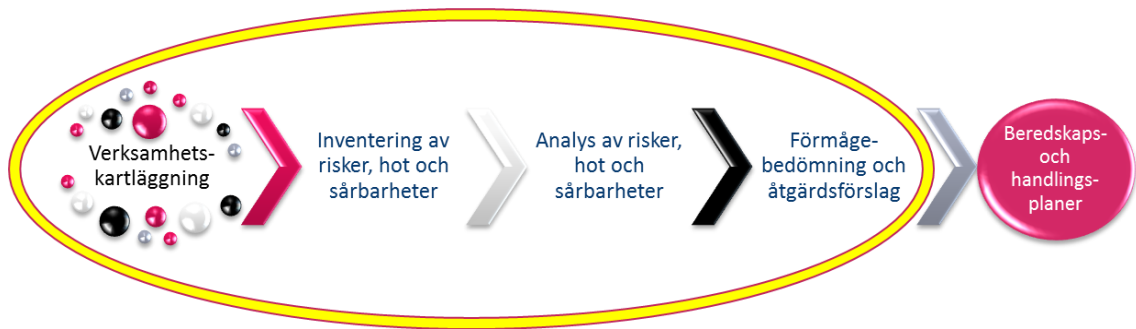 Verksamhets-
kartläggning
Inventering av
risker, hot och
sårbarheter
Analys av risker,
hot och
sårbarheter
Förmåge-
bedömning och
åtgärdsförslag
Beredskaps-
och
handlings-
planer